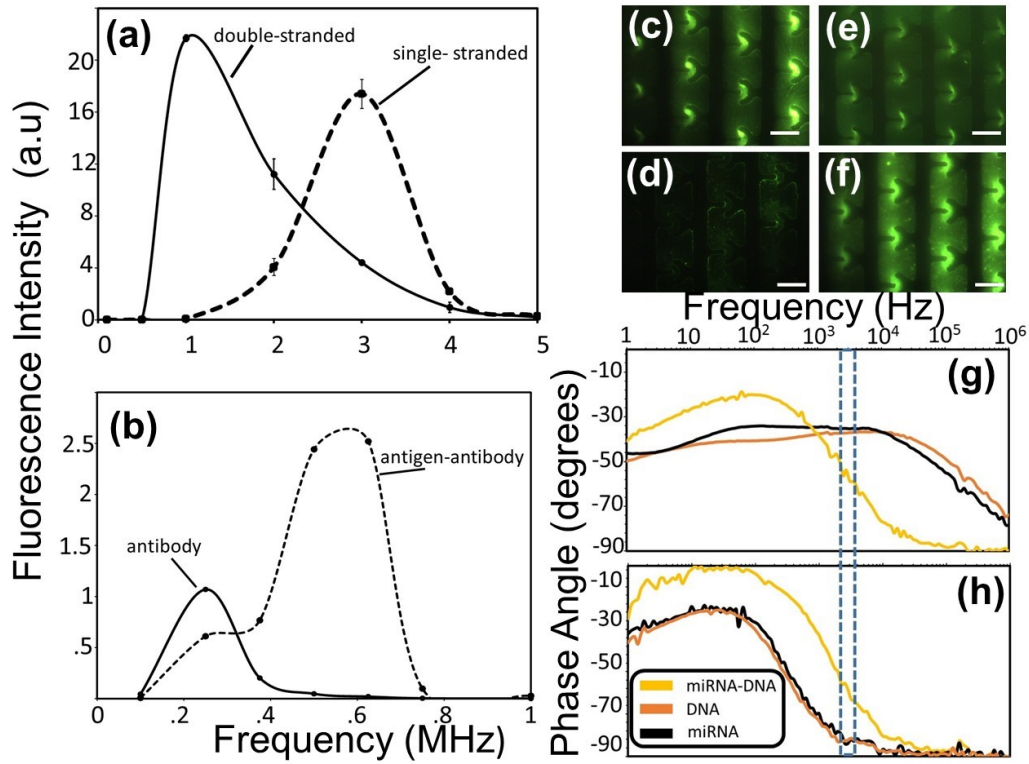 (a)
double-stranded
single- stranded
Fluorescence Intensity (a.u)
20
16
12
8
4
0
0 1 2 3 4 5
(b)
antigen-antibody
antibody
2.5
2
1.5
1
.5
0 .2 .4 .6 .8 1
Frequency (MHz)
(c)
(e)
(d)
(f)
Frequency (Hz)
1 10 10² 10³ 10⁴ 10⁵ 10⁶
(g)
-10
-30
-50
-70
-90
Phase Angle (degrees)
(h)
-10
-30
-50
-70
-90
miRNA-DNA
DNA
miRNA